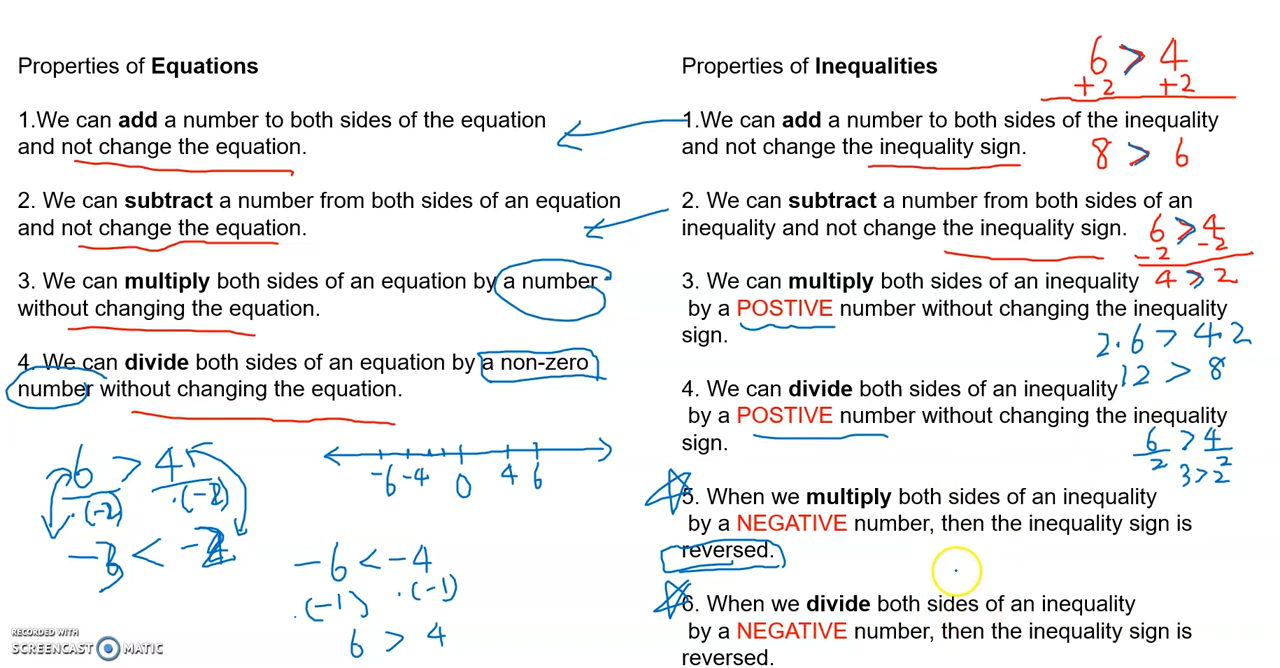 Properties of Equations
1.We can add a number to both sides of the equation
and not change the equation.
2. We can subtract a number from both sides of an equation
and not change the equation.
3. We can multiply both sides of an equation by a number
without changing the equation.
4. We can divide both sides of an equation by a non-zero
number without changing the equation.
6 > 4
·(-2) ·(-2)
-6 -4 0 4 6
-6 < -4
·(-1) ·(-1)
6 > 4
RECORDED WITH
SCREENCAST MATIC
Properties of Inequalities
6 > 4
+2 +2
1.We can add a number to both sides of the inequality
and not change the inequality sign.
8 > 6
2. We can subtract a number from both sides of an
inequality and not change the inequality sign.
6 > 4
-2 -2
4 > 2
3. We can multiply both sides of an inequality
by a POSTIVE number without changing the inequality
sign.
2·6 > 4·2
12 > 8
4. We can divide both sides of an inequality
by a POSTIVE number without changing the inequality
sign.
6/2 > 4/2
3 > 2
5. When we multiply both sides of an inequality
by a NEGATIVE number, then the inequality sign is
reversed.
6. When we divide both sides of an inequality
by a NEGATIVE number, then the inequality sign is
reversed.